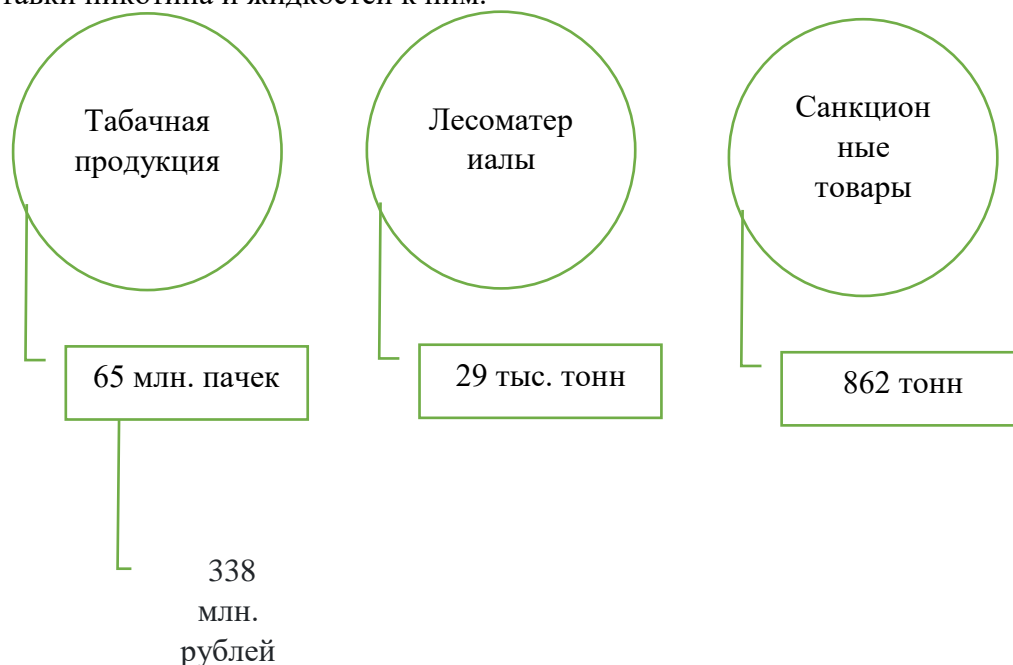 ставки никотина и жидкостей к ним.
Табачная
продукция
Лесоматер
иалы
Санкцион
ные
товары
65 млн. пачек
29 тыс. тонн
862 тонн
338
млн.
рублей